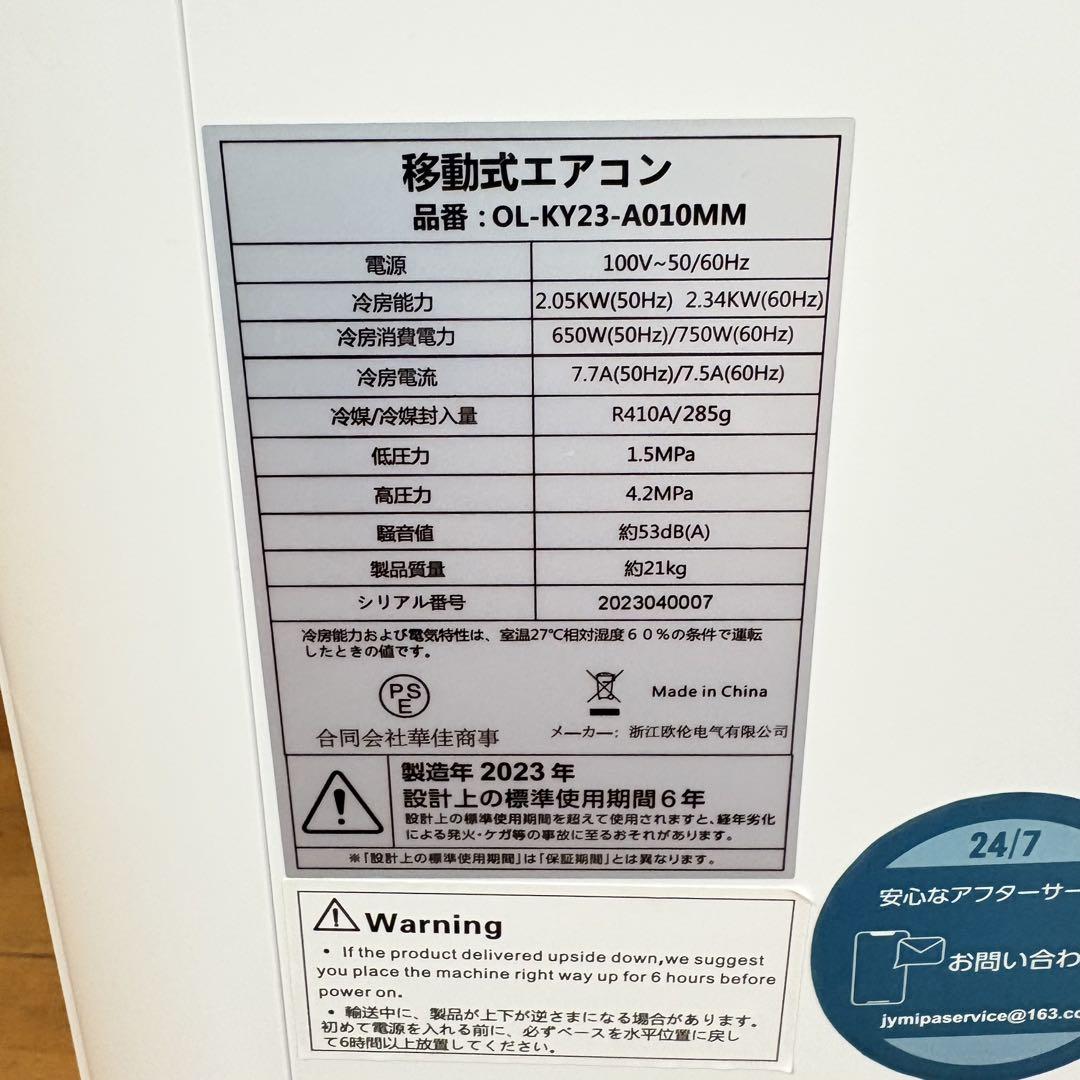 移動式エアコン
品番：OL-KY23-A010MM
電源 100V~50/60Hz
冷房能力 2.05KW(50Hz) 2.34KW(60Hz)
冷房消費電力 650W(50Hz)/750W(60Hz)
冷房電流 7.7A(50Hz)/7.5A(60Hz)
冷媒/冷媒封入量 R410A/285g
低圧力 1.5MPa
高圧力 4.2MPa
騒音値 約53dB(A)
製品質量 約21kg
シリアル番号 2023040007
冷房能力および電気特性は、室温27℃相対湿度60%の条件で運転
したときの値です。
PSE
Made in China
合同会社華佳商事
メーカー：浙江欧伦电气有限公司
製造年 2023年
設計上の標準使用期間6年
設計上の標準使用期間を超えて使用されますと、経年劣化
による発火・ケガ等の事故に至るおそれがあります。
※「設計上の標準使用期間」は「保証期間」とは異なります。
Warning
• If the product delivered upside down,we suggest
you place the machine right way up for 6 hours before
power on.
• 輸送中に、製品が上下が逆さまになる場合があります。
初めて電源を入れる前に、必ずベースを水平位置に戻し
て6時間以上放置してください。
24/7
安心なアフターサー
お問い合わ
jymipaservice@163.co